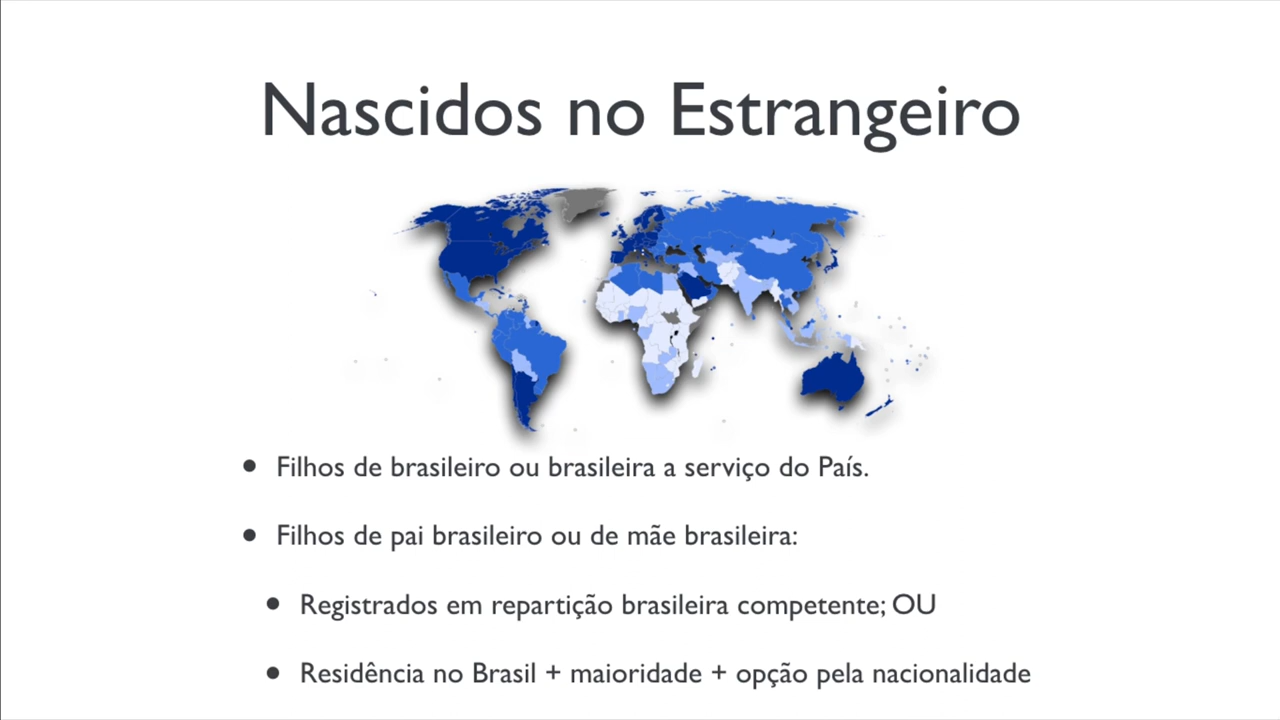 Nascidos no Estrangeiro
• Filhos de brasileiro ou brasileira a serviço do País.
• Filhos de pai brasileiro ou de mãe brasileira:
• Registrados em repartição brasileira competente; OU
• Residência no Brasil + maioridade + opção pela nacionalidade